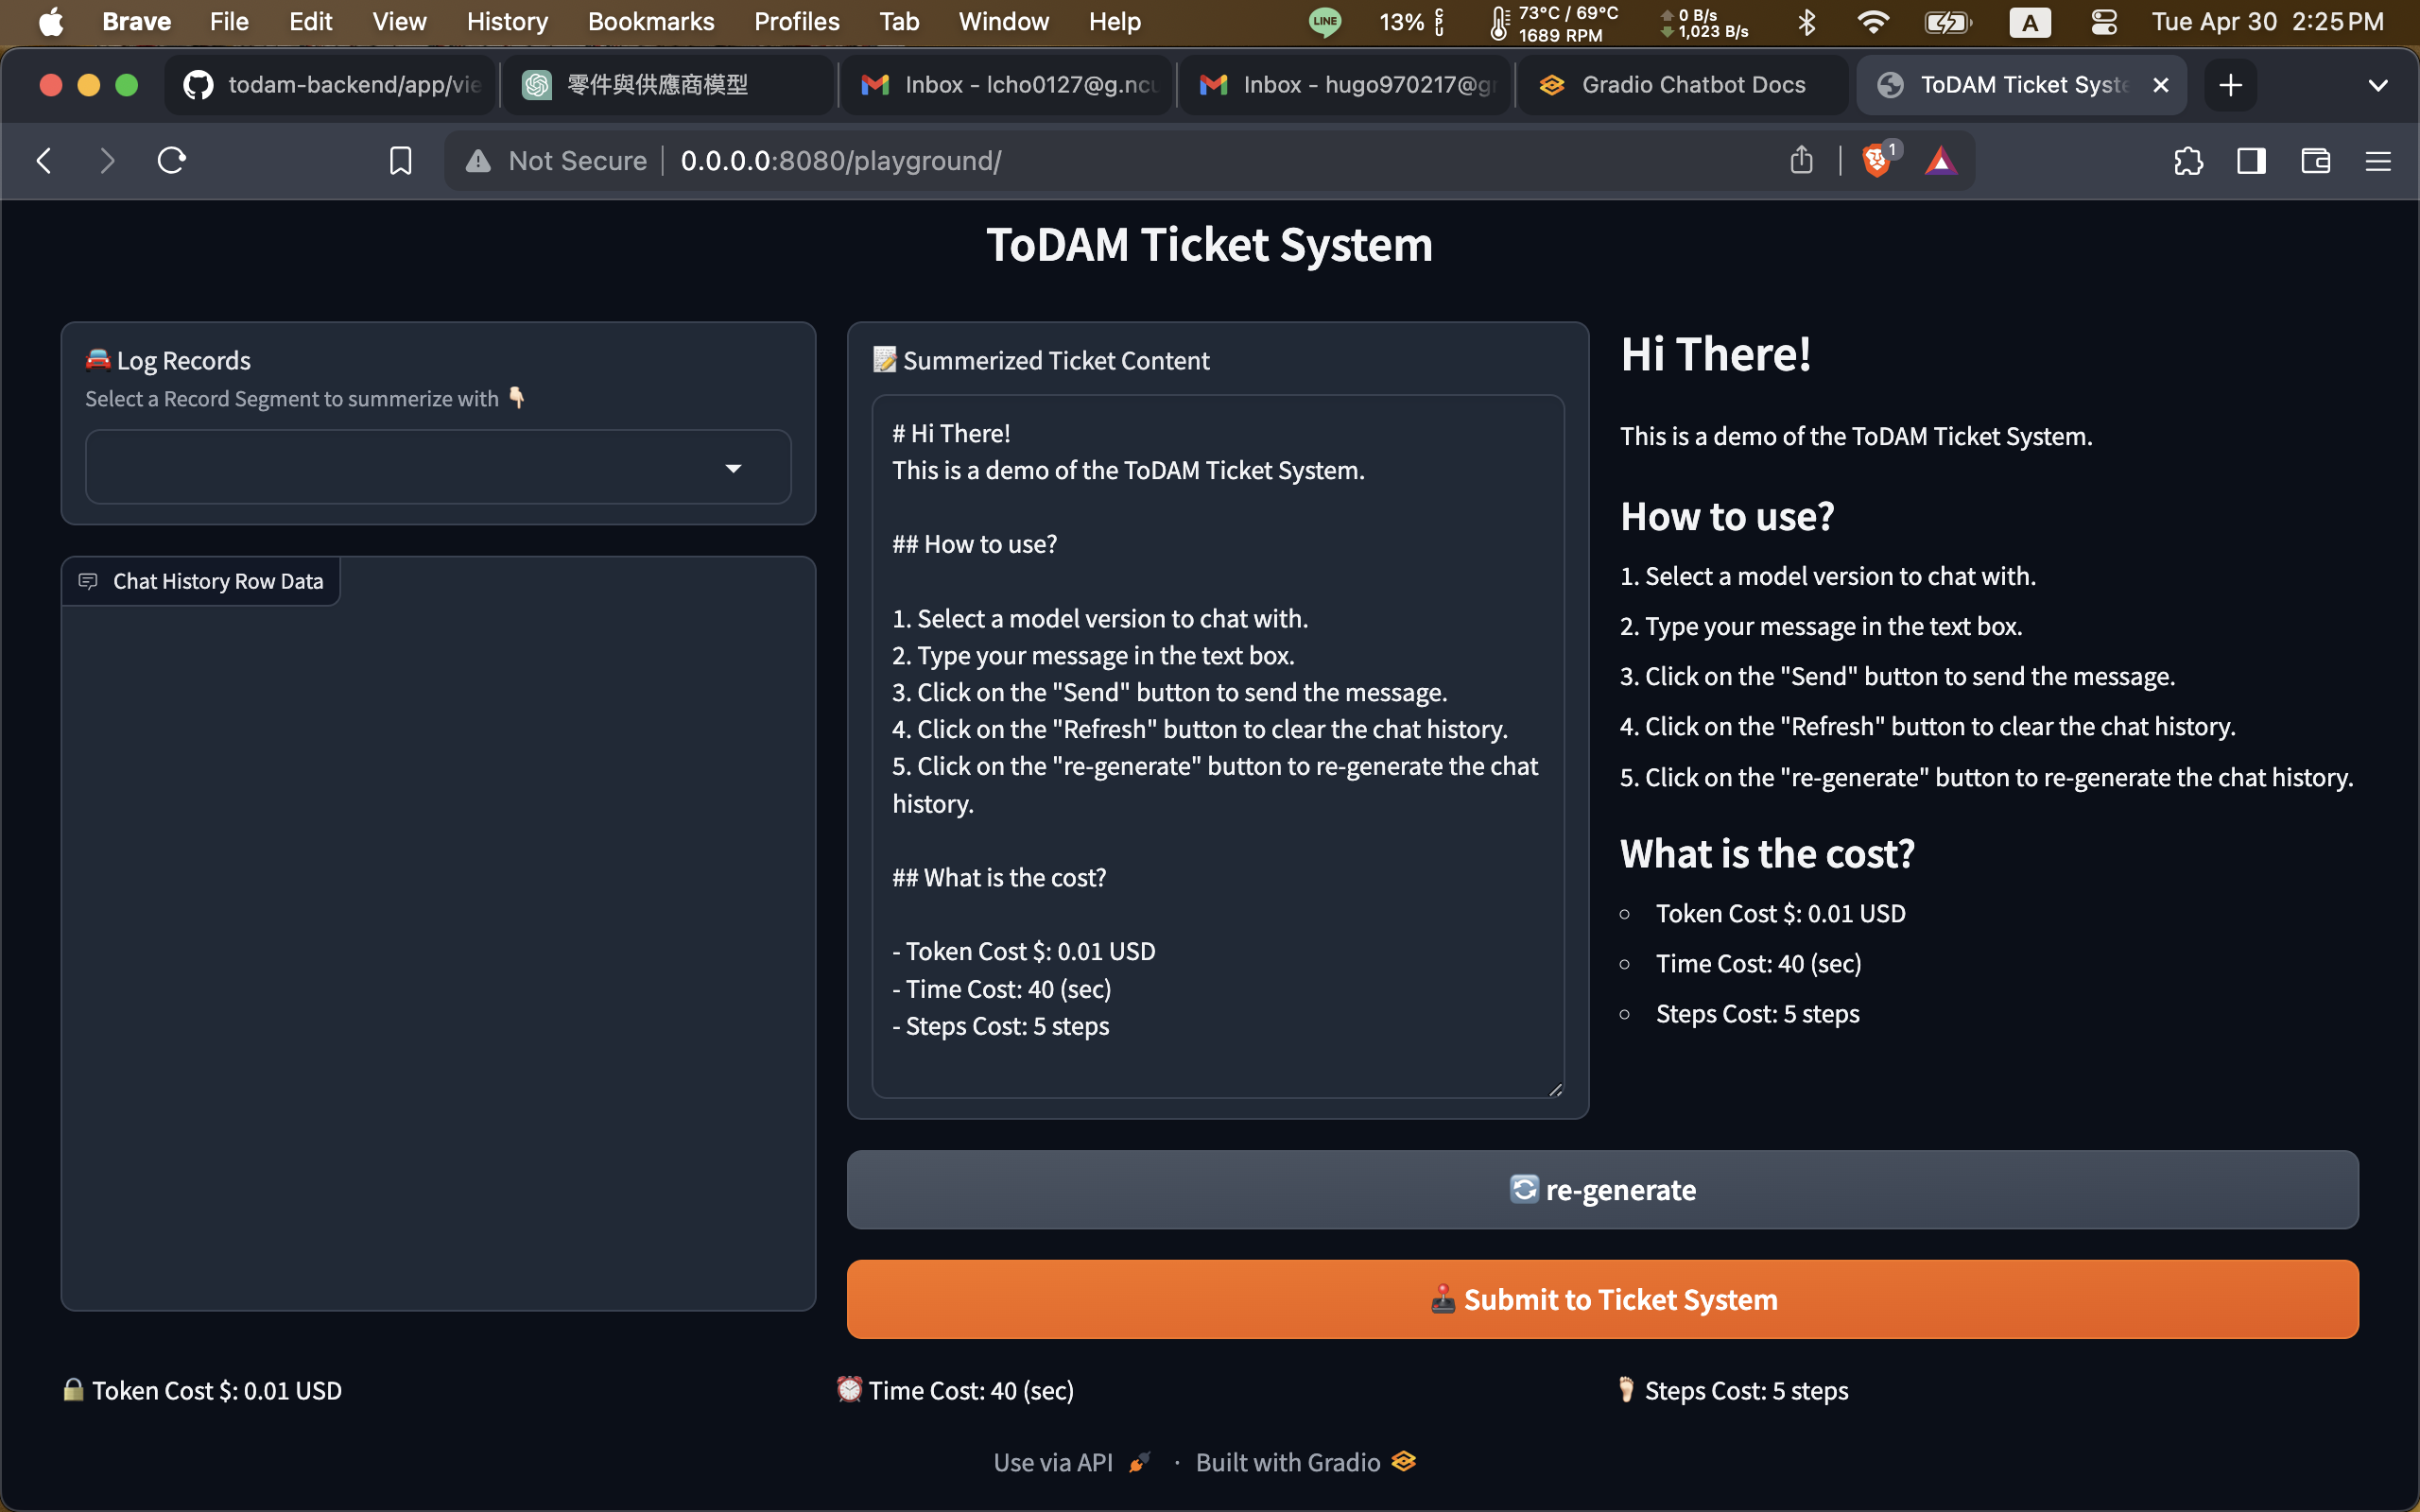 Brave File Edit View History Bookmarks Profiles Tab Window Help LINE 13% CPU 73°C / 69°C 1689 RPM 0 B/s 1,023 B/s A Tue Apr 30 2:25 PM
todam-backend/app/vie 零件與供應商模型 Inbox - lcho0127@g.ncu Inbox - hugo970217@g Gradio Chatbot Docs ToDAM Ticket Syste
Not Secure 0.0.0.0:8080/playground/ 1
ToDAM Ticket System
🚘 Log Records
Select a Record Segment to summerize with 👇🏻
Chat History Row Data
📝 Summerized Ticket Content
# Hi There!
This is a demo of the ToDAM Ticket System.
## How to use?
1. Select a model version to chat with.
2. Type your message in the text box.
3. Click on the "Send" button to send the message.
4. Click on the "Refresh" button to clear the chat history.
5. Click on the "re-generate" button to re-generate the chat
history.
## What is the cost?
- Token Cost $: 0.01 USD
- Time Cost: 40 (sec)
- Steps Cost: 5 steps
Hi There!
This is a demo of the ToDAM Ticket System.
How to use?
1. Select a model version to chat with.
2. Type your message in the text box.
3. Click on the "Send" button to send the message.
4. Click on the "Refresh" button to clear the chat history.
5. Click on the "re-generate" button to re-generate the chat history.
What is the cost?
Token Cost $: 0.01 USD
Time Cost: 40 (sec)
Steps Cost: 5 steps
🔄 re-generate
🕹️ Submit to Ticket System
🔒 Token Cost $: 0.01 USD
⏰ Time Cost: 40 (sec)
🦶🏻 Steps Cost: 5 steps
Use via API · Built with Gradio